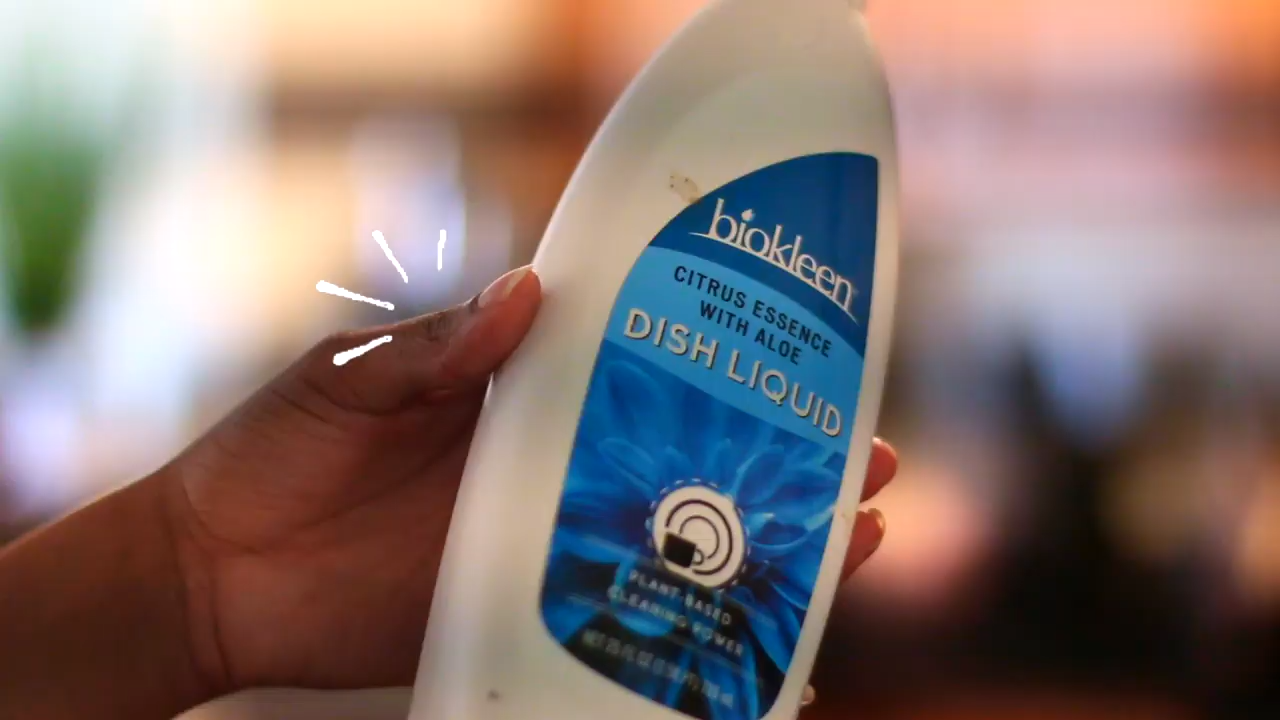 biokleen
CITRUS ESSENCE
WITH ALOE
DISH LIQUID
PLANT-BASED
CLEANING POWER